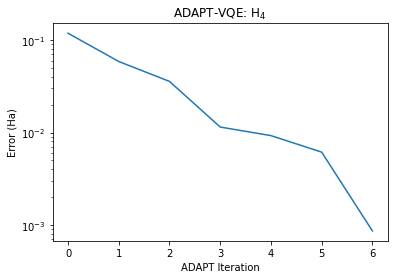 ADAPT-VQE: H₄
10⁻¹
10⁻²
10⁻³
Error (Ha)
0 1 2 3 4 5 6
ADAPT Iteration